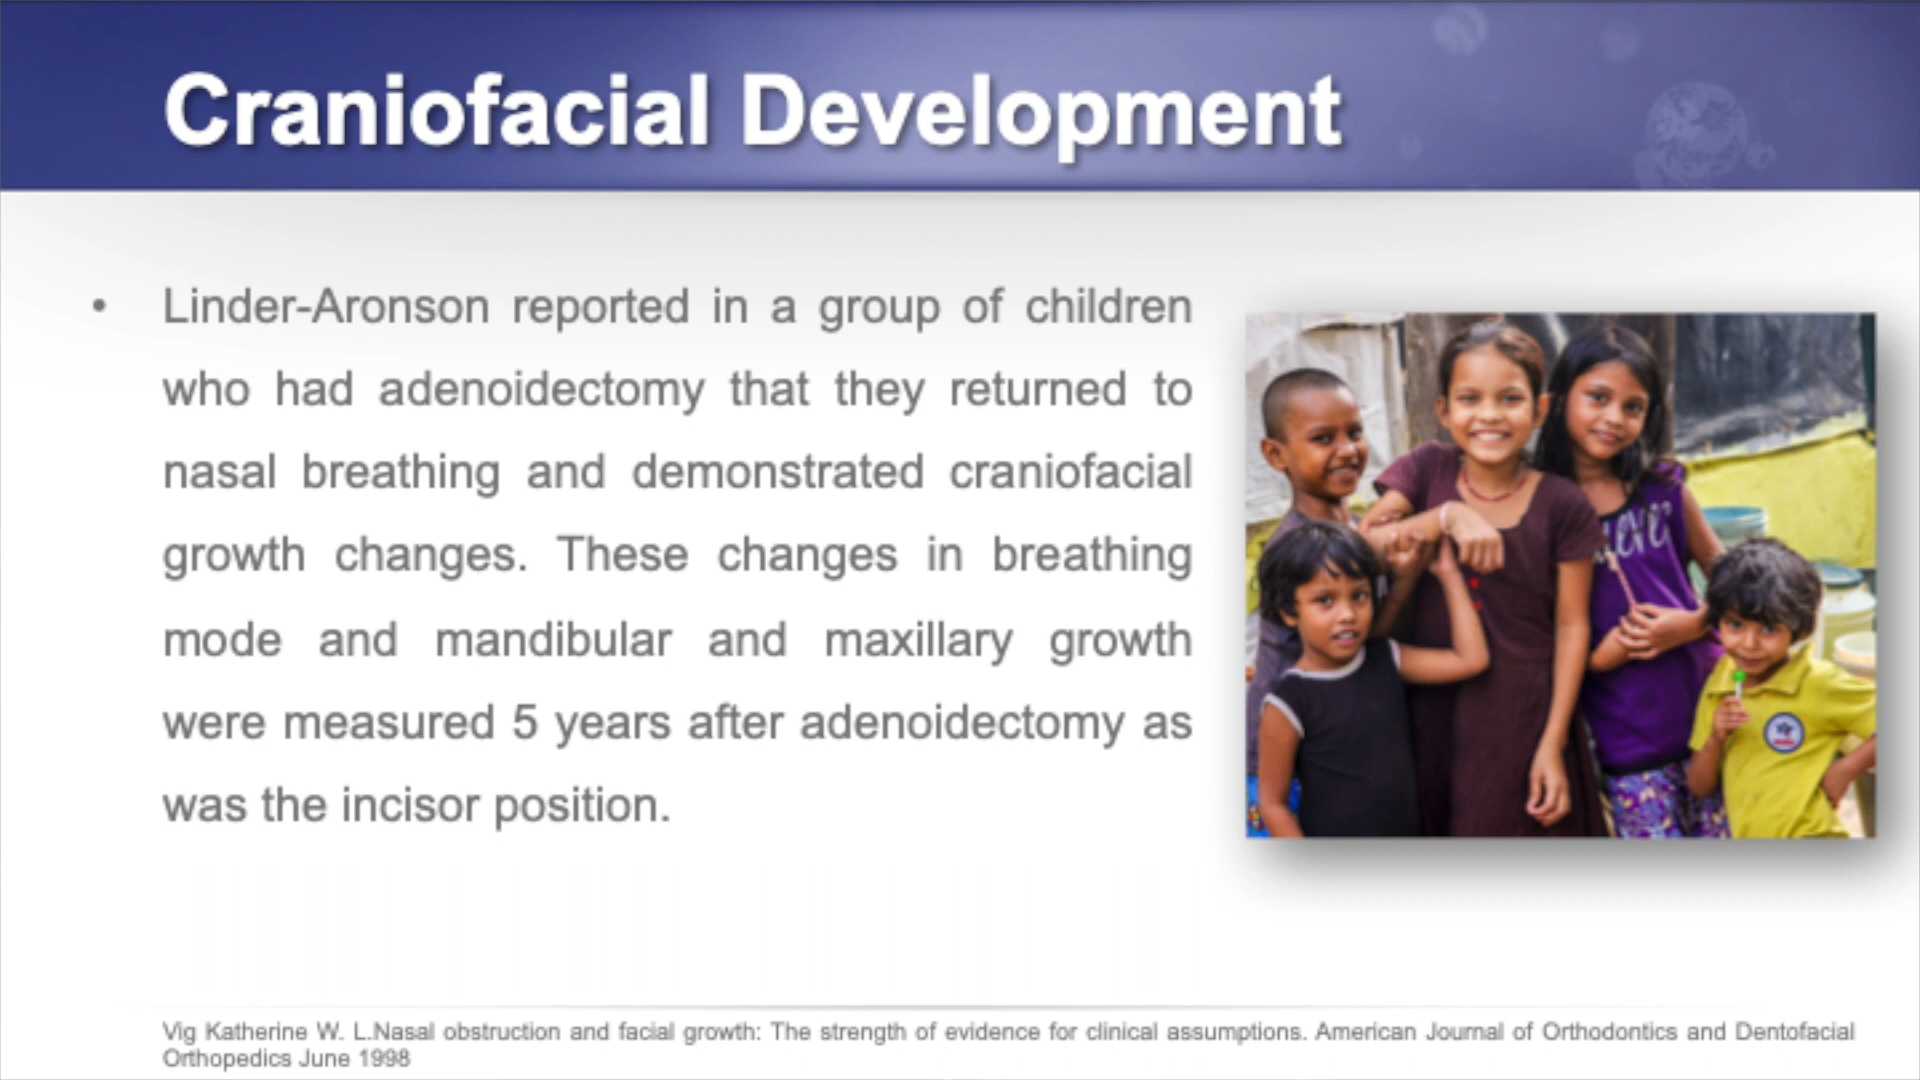 Craniofacial Development
• Linder-Aronson reported in a group of children
who had adenoidectomy that they returned to
nasal breathing and demonstrated craniofacial
growth changes. These changes in breathing
mode and mandibular and maxillary growth
were measured 5 years after adenoidectomy as
was the incisor position.
Vig Katherine W. L.Nasal obstruction and facial growth: The strength of evidence for clinical assumptions. American Journal of Orthodontics and Dentofacial
Orthopedics June 1998